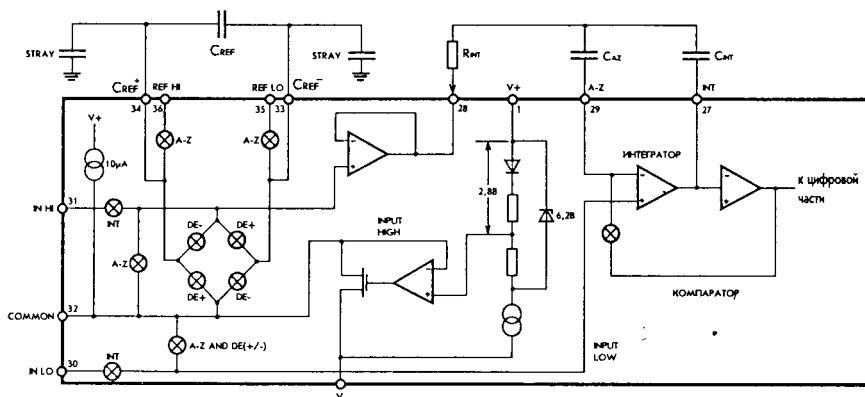 STRAY
CREF
STRAY
RINT
CAZ
CINT
CREF+
REF HI
REF LO
CREF−
V+
A-Z
INT
34
36
35
33
28
1
29
27
V+
10μA
A-Z
A-Z
−
+
2,8В
6,2В
ИНТЕГРАТОР
−
+
−
+
К цифровой
части
IN HI
31
INT
A-Z
DE-
DE+
DE+
DE-
INPUT
HIGH
−
+
КОМПАРАТОР
COMMON
32
A-Z AND DE(+/-)
INPUT
LOW
IN LO
30
INT